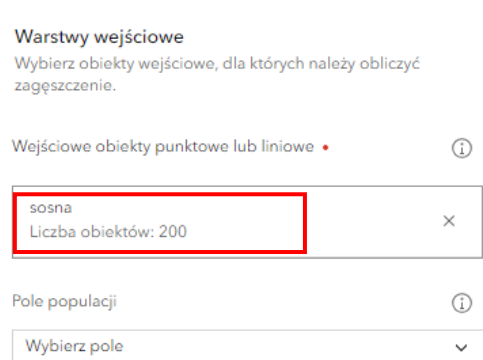 Warstwy wejściowe
Wybierz obiekty wejściowe, dla których należy obliczyć
zagęszczenie.
Wejściowe obiekty punktowe lub liniowe •
sosna
Liczba obiektów: 200
Pole populacji
Wybierz pole